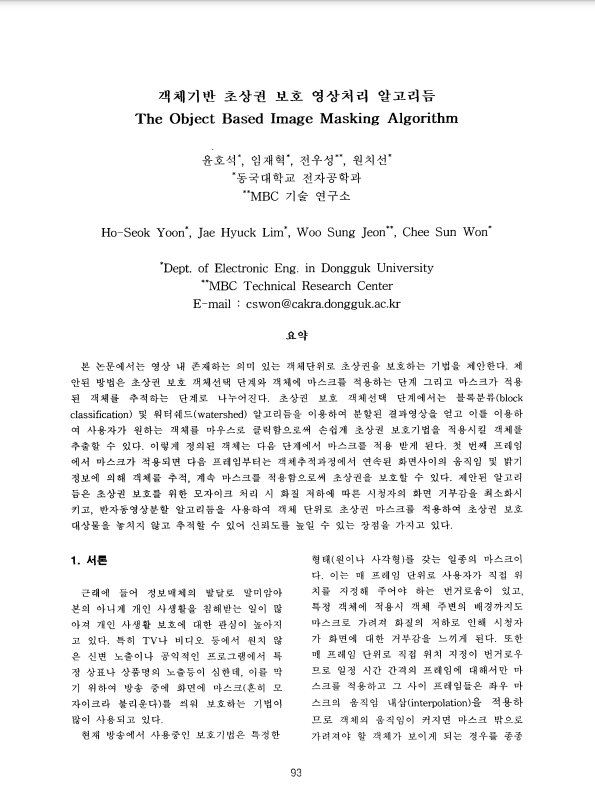 객체기반 초상권 보호 영상처리 알고리듬
The Object Based Image Masking Algorithm
윤호석*, 임재혁*, 전우성**, 원치선*
*동국대학교 전자공학과
**MBC 기술 연구소
Ho-Seok Yoon*, Jae Hyuck Lim*, Woo Sung Jeon**, Chee Sun Won*
*Dept. of Electronic Eng. in Dongguk University
**MBC Technical Research Center
E-mail : cswon@cakra.dongguk.ac.kr
요약
본 논문에서는 영상 내 존재하는 의미 있는 객체단위로 초상권을 보호하는 기법을 제안한다. 제
안된 방법은 초상권 보호 객체선택 단계와 객체에 마스크를 적용하는 단계 그리고 마스크가 적용
된 객체를 추적하는 단계로 나누어진다. 초상권 보호 객체선택 단계에서는 블록분류(block
classification) 및 워터쉐드(watershed) 알고리듬을 이용하여 분할된 결과영상을 얻고 이를 이용하
여 사용자가 원하는 객체를 마우스로 클릭함으로써 손쉽게 초상권 보호기법을 적용시킬 객체를
추출할 수 있다. 이렇게 정의된 객체는 다음 단계에서 마스크를 적용 받게 된다. 첫 번째 프레임
에서 마스크가 적용되면 다음 프레임부터는 객체추적과정에서 연속된 화면사이의 움직임 및 밝기
정보에 의해 객체를 추적, 계속 마스크를 적용함으로써 초상권을 보호할 수 있다. 제안된 알고리
듬은 초상권 보호를 위한 모자이크 처리 시 화질 저하에 따른 시청자의 화면 거부감을 최소화시
키고, 반자동영상분할 알고리듬을 사용하여 객체 단위로 초상권 마스크를 적용하여 초상권 보호
대상물을 놓치지 않고 추적할 수 있어 신뢰도를 높일 수 있는 장점을 가지고 있다.
1. 서론
근래에 들어 정보매체의 발달로 말미암아
본의 아니게 개인 사생활을 침해받는 일이 많
아져 개인 사생활 보호에 대한 관심이 높아지
고 있다. 특히 TV나 비디오 등에서 원치 않
은 신변 노출이나 공익적인 프로그램에서 특
정 상표나 상품명의 노출등이 심한데, 이를 막
기 위하여 방송 중에 화면에 마스크(흔히 모
자이크라 불리운다)를 씌워 보호하는 기법이
많이 사용되고 있다.
현재 방송에서 사용중인 보호기법은 특정한
형태(원이나 사각형)를 갖는 일종의 마스크이
다. 이는 매 프레임 단위로 사용자가 직접 위
치를 지정해 주어야 하는 번거로움이 있고,
특정 객체에 적용시 객체 주변의 배경까지도
마스크로 가려져 화질의 저하로 인해 시청자
가 화면에 대한 거부감을 느끼게 된다. 또한
매 프레임 단위로 직접 위치 지정이 번거로우
므로 일정 시간 간격의 프레임에 대해서만 마
스크를 적용하고 그 사이 프레임들은 좌우 마
스크의 움직임 내삽(interpolation)을 적용하
므로 객체의 움직임이 커지면 마스크 밖으로
가려져야 할 객체가 보이게 되는 경우를 종종
93